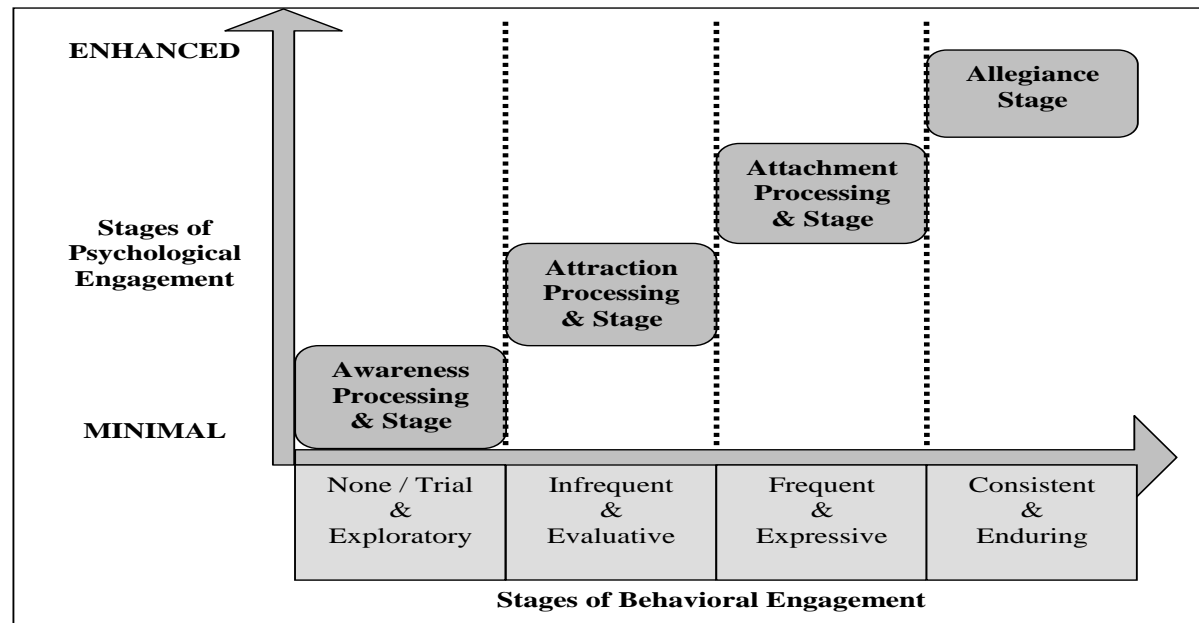 ENHANCED
Allegiance
Stage
Attachment
Processing
& Stage
Stages of
Psychological
Engagement
Attraction
Processing
& Stage
Awareness
Processing
& Stage
MINIMAL
None / Trial
&
Exploratory
Infrequent
&
Evaluative
Frequent
&
Expressive
Consistent
&
Enduring
Stages of Behavioral Engagement